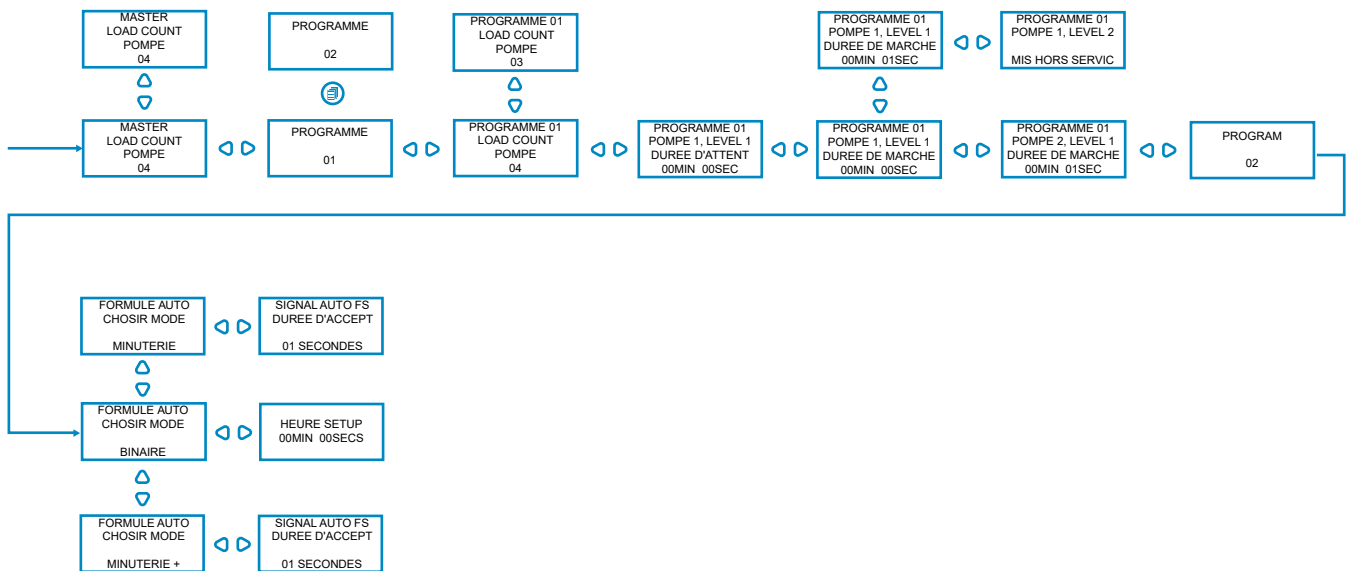 MASTER
LOAD COUNT
POMPE
04
PROGRAMME
02
PROGRAMME 01
LOAD COUNT
POMPE
03
PROGRAMME 01
POMPE 1, LEVEL 1
DUREE DE MARCHE
00MIN 01SEC
PROGRAMME 01
POMPE 1, LEVEL 2
MIS HORS SERVIC
MASTER
LOAD COUNT
POMPE
04
PROGRAMME
01
PROGRAMME 01
LOAD COUNT
POMPE
04
PROGRAMME 01
POMPE 1, LEVEL 1
DUREE D'ATTENT
00MIN 00SEC
PROGRAMME 01
POMPE 1, LEVEL 1
DUREE DE MARCHE
00MIN 00SEC
PROGRAMME 01
POMPE 2, LEVEL 1
DUREE DE MARCHE
00MIN 01SEC
PROGRAM
02
FORMULE AUTO
CHOSIR MODE
MINUTERIE
SIGNAL AUTO FS
DUREE D'ACCEPT
01 SECONDES
FORMULE AUTO
CHOSIR MODE
BINAIRE
HEURE SETUP
00MIN 00SECS
FORMULE AUTO
CHOSIR MODE
MINUTERIE +
SIGNAL AUTO FS
DUREE D'ACCEPT
01 SECONDES